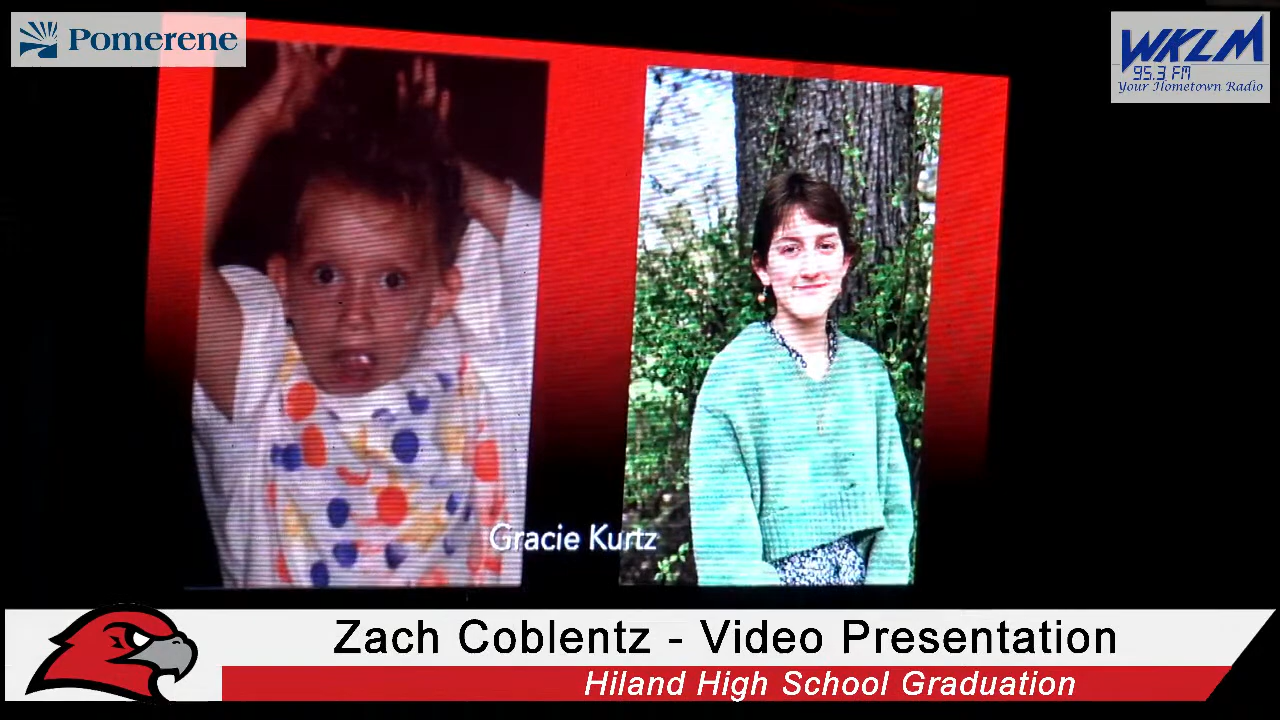 Pomerene
WKLM
95.3 FM
Your Hometown Radio
Gracie Kurtz
Zach Coblentz - Video Presentation
Hiland High School Graduation